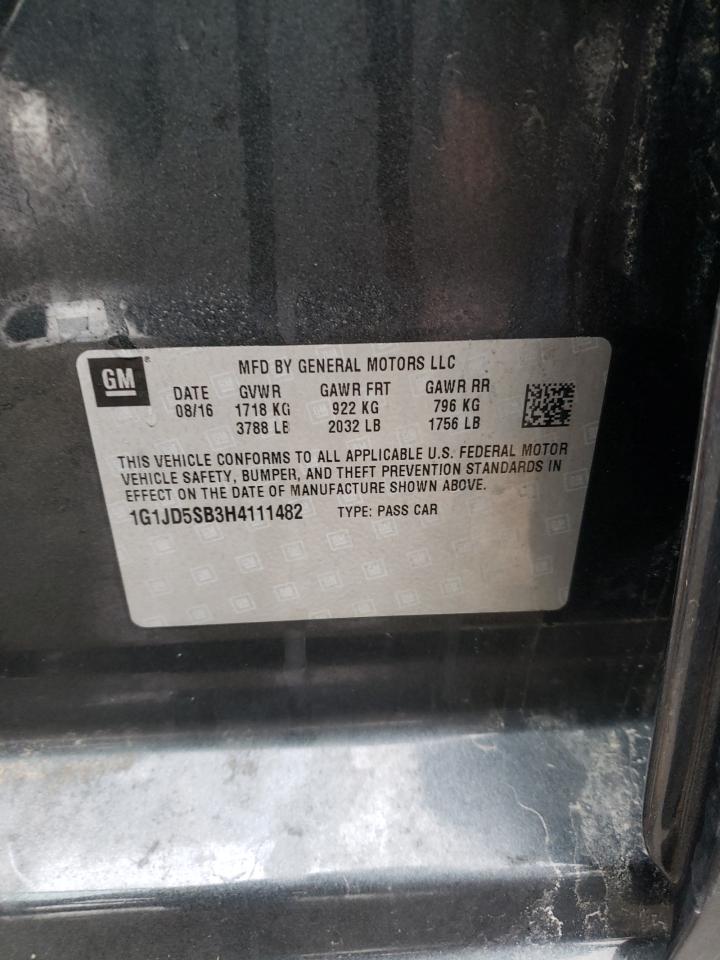 GM
MFD BY GENERAL MOTORS LLC
DATE GVWR GAWR FRT GAWR RR
08/16 1718 KG 922 KG 796 KG
3788 LB 2032 LB 1756 LB
THIS VEHICLE CONFORMS TO ALL APPLICABLE U.S. FEDERAL MOTOR
VEHICLE SAFETY, BUMPER, AND THEFT PREVENTION STANDARDS IN
EFFECT ON THE DATE OF MANUFACTURE SHOWN ABOVE.
1G1JD5SB3H4111482 TYPE: PASS CAR